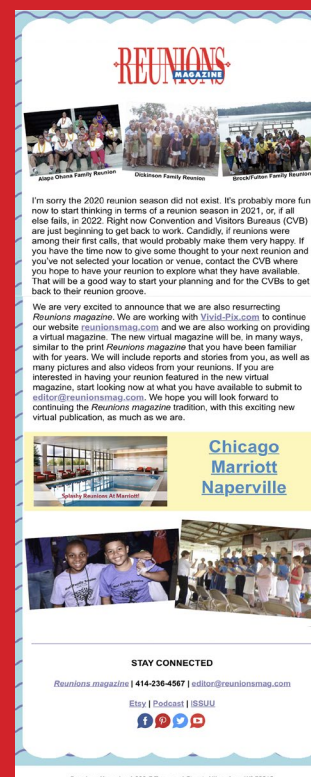 REUNIONS
MAGAZINE
Alapa Ohana Family Reunion
Dickinson Family Reunion
Brock/Fulton Family Reunion
I'm sorry the 2020 reunion season did not exist. It's probably more fun
now to start thinking in terms of a reunion season in 2021, or, if all
else fails, in 2022. Right now Convention and Visitors Bureaus (CVB)
are just beginning to get back to work. Candidly, if reunions were
among their first calls, that would probably make them very happy. If
you have the time now to give some thought to your next reunion and
you've not selected your location or venue, contact the CVB where
you hope to have your reunion to explore what they have available.
That will be a good way to start your planning and for the CVBs to get
back to their reunion groove.
We are very excited to announce that we are also resurrecting
Reunions magazine. We are working with Vivid-Pix.com to continue
our website reunionsmag.com and we are also working on providing
a virtual magazine. The new virtual magazine will be, in many ways,
similar to the print Reunions magazine that you have been familiar
with for years. We will include reports and stories from you, as well as
many pictures and also videos from your reunions. If you are
interested in having your reunion featured in the new virtual
magazine, start looking now at what you have available to submit to
editor@reunionsmag.com. We hope you will look forward to
continuing the Reunions magazine tradition, with this exciting new
virtual publication, as much as we are.
Splashy Reunions At Marriott!
Chicago
Marriott
Naperville
STAY CONNECTED
Reunions magazine | 414-236-4567 | editor@reunionsmag.com
Etsy | Podcast | ISSUU